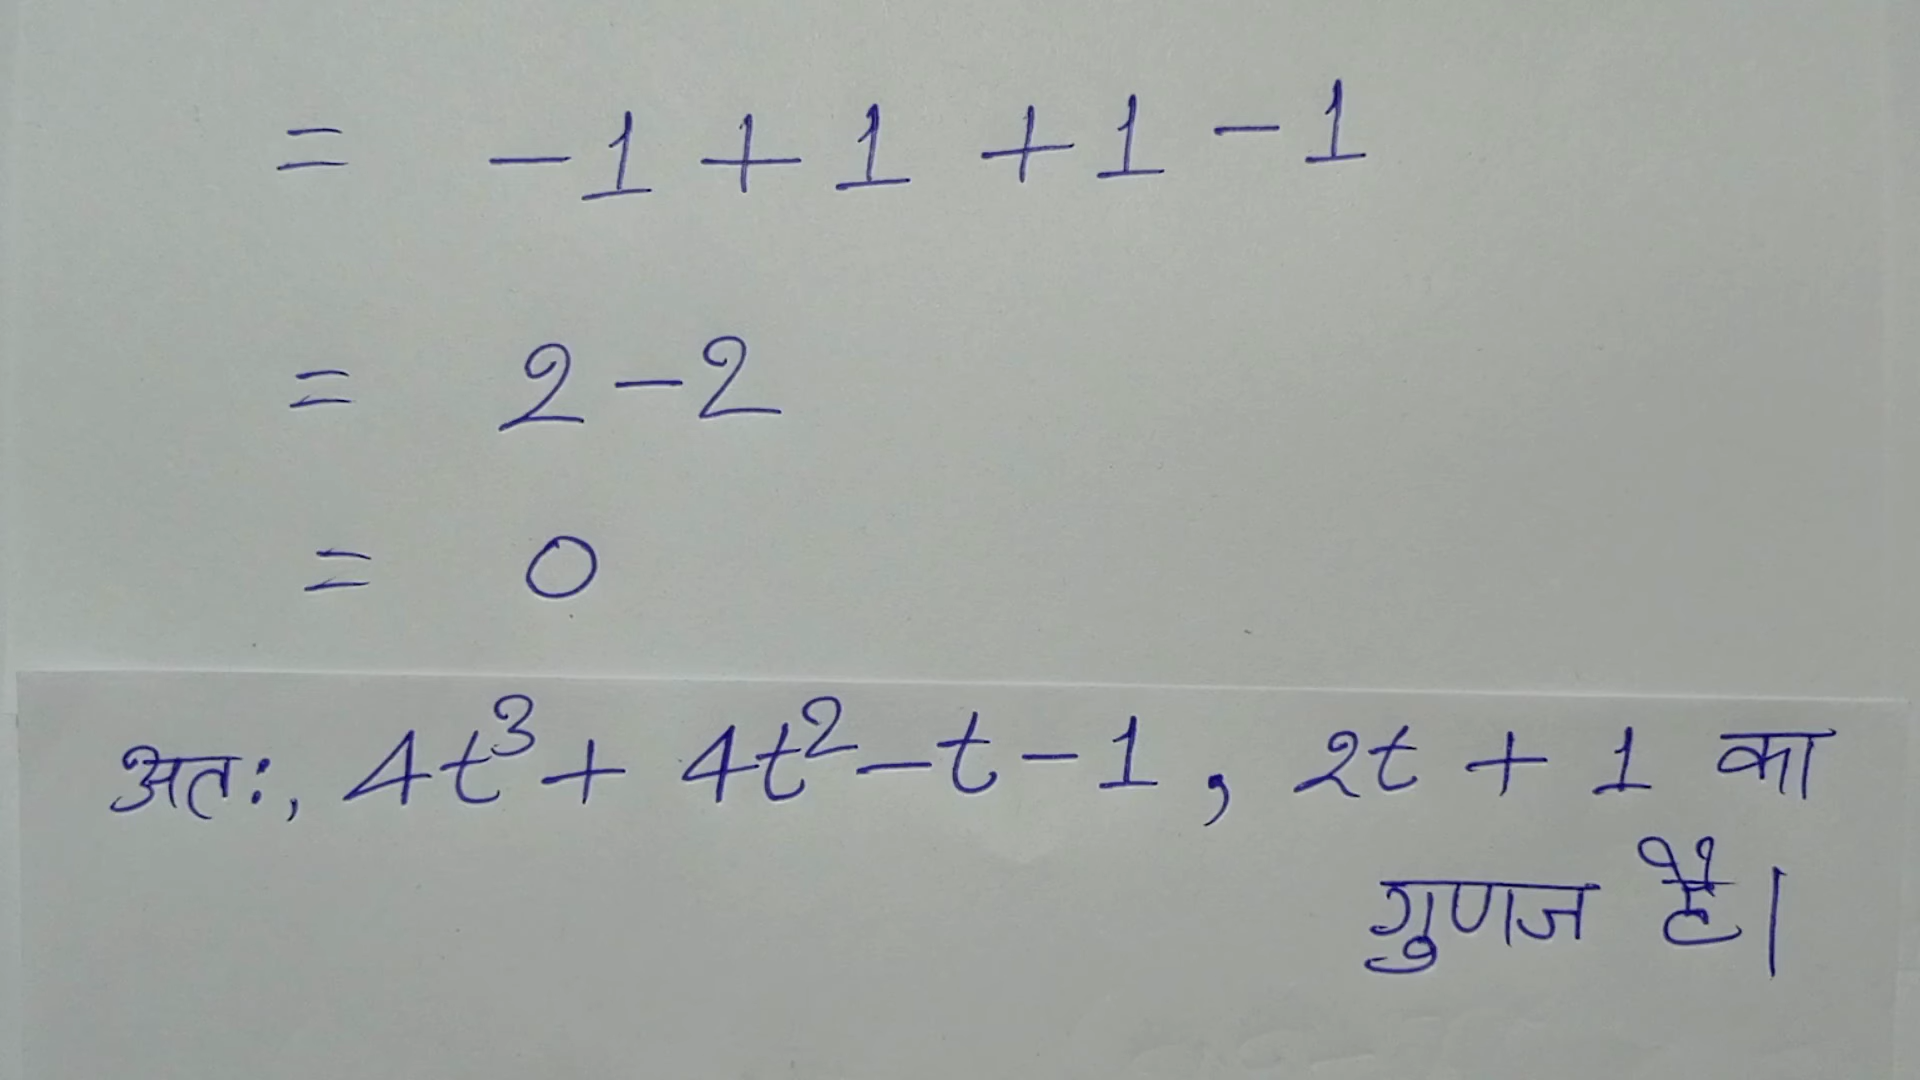 = -1 + 1 + 1 - 1
= 2 - 2
= 0
अतः, 4t³ + 4t² - t - 1, 2t + 1 का
गुणज है।